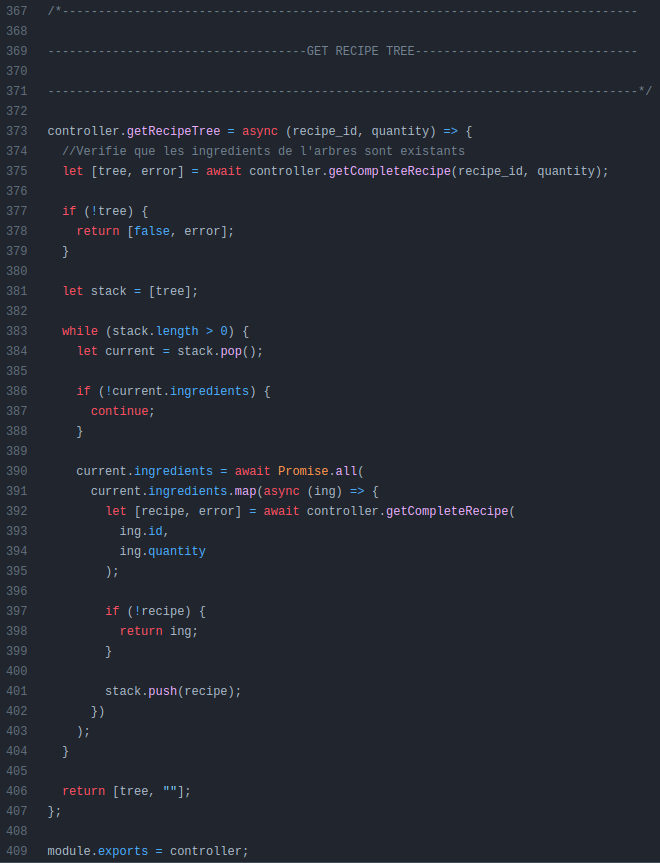 367 /*--------------------------------------------------------------------------------
368
369 ------------------------------------GET RECIPE TREE-------------------------------
370
371 ----------------------------------------------------------------------------------*/
372
373 controller.getRecipeTree = async (recipe_id, quantity) => {
374   //Verifie que les ingredients de l'arbres sont existants
375   let [tree, error] = await controller.getCompleteRecipe(recipe_id, quantity);
376
377   if (!tree) {
378     return [false, error];
379   }
380
381   let stack = [tree];
382
383   while (stack.length > 0) {
384     let current = stack.pop();
385
386     if (!current.ingredients) {
387       continue;
388     }
389
390     current.ingredients = await Promise.all(
391       current.ingredients.map(async (ing) => {
392         let [recipe, error] = await controller.getCompleteRecipe(
393           ing.id,
394           ing.quantity
395         );
396
397         if (!recipe) {
398           return ing;
399         }
400
401         stack.push(recipe);
402       })
403     );
404   }
405
406   return [tree, ""];
407 };
408
409 module.exports = controller;